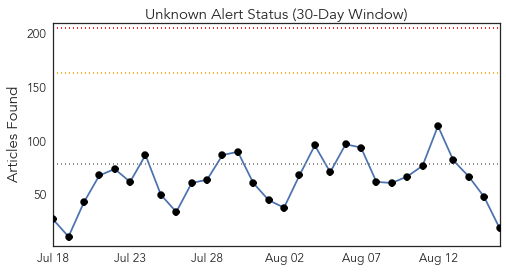 Unknown Alert Status (30-Day Window)
200
150
100
50
Articles Found
Jul 18 Jul 23 Jul 28 Aug 02 Aug 07 Aug 12